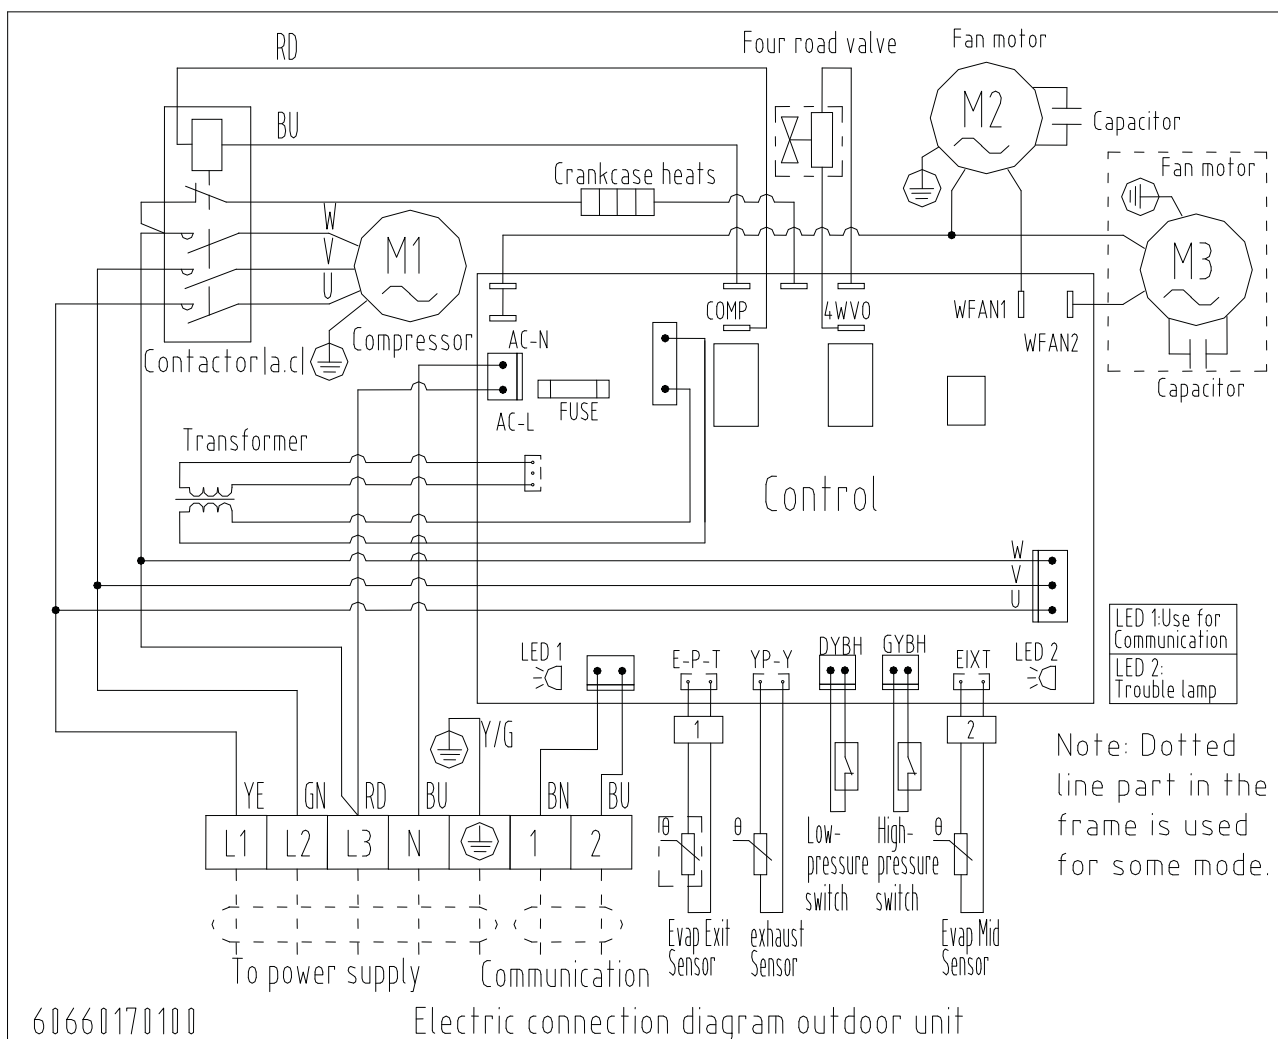 RD
Four road valve
Fan motor
M2
Capacitor
BU
Crankcase heats
Fan motor
M3
Capacitor
W
V
U
M1
Compressor
Contactor|a.c|
COMP
4WVO
WFAN1
WFAN2
AC-N
AC-L
FUSE
Transformer
Control
W
V
U
LED 1:Use for
Communication
LED 2:
Trouble lamp
LED 1
E-P-T
YP-Y
DYBH
GYBH
EIXT
LED 2
1
2
Note: Dotted
line part in the
frame is used
for some mode.
Y/G
YE
GN
RD
BU
BN
BU
L1
L2
L3
N
1
2
θ
θ
θ
Low-
pressure
switch
High-
pressure
switch
Evap Exit
Sensor
exhaust
Sensor
Evap Mid
Sensor
To power supply
Communication
60660170100
Electric connection diagram outdoor unit